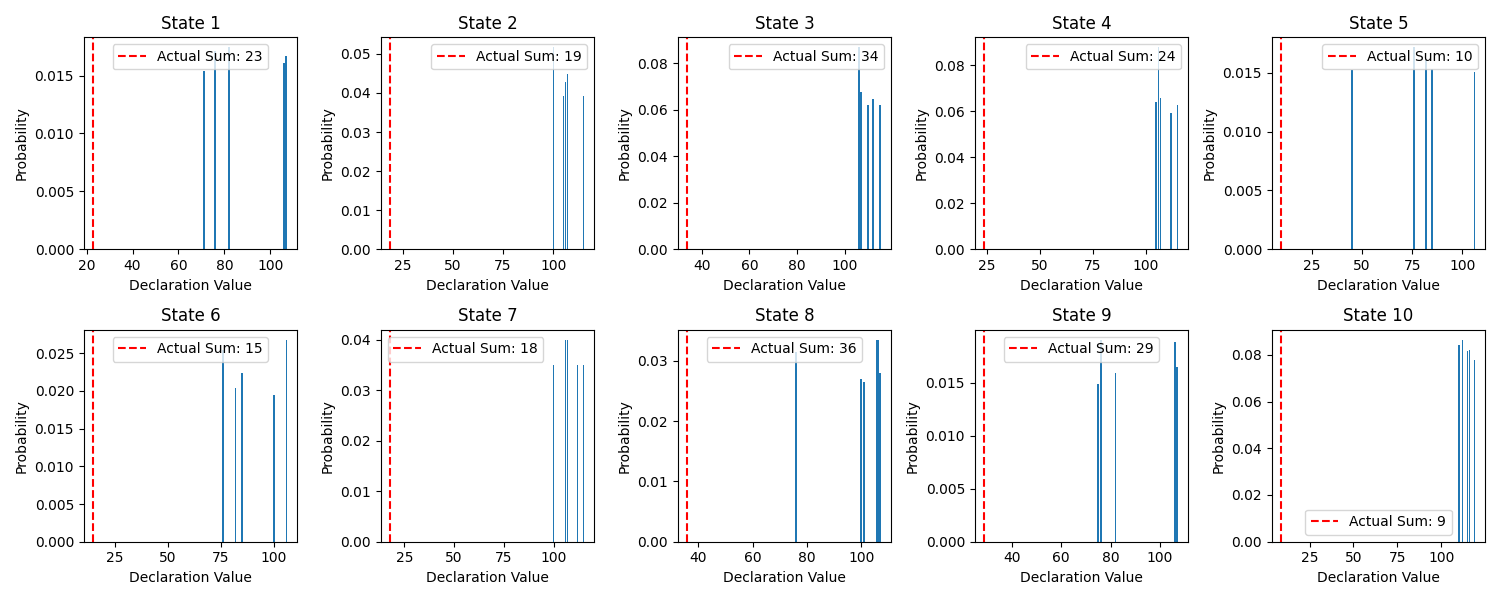 State 1
State 2
State 3
State 4
State 5
Actual Sum: 23
Actual Sum: 19
Actual Sum: 34
Actual Sum: 24
Actual Sum: 10
Probability
0.015
0.010
0.005
0.000
20 40 60 80 100
Declaration Value
Probability
0.05
0.04
0.03
0.02
0.01
0.00
25 50 75 100
Declaration Value
Probability
0.08
0.06
0.04
0.02
0.00
40 60 80 100
Declaration Value
Probability
0.08
0.06
0.04
0.02
0.00
25 50 75 100
Declaration Value
Probability
0.015
0.010
0.005
0.000
25 50 75 100
Declaration Value
State 6
State 7
State 8
State 9
State 10
Actual Sum: 15
Actual Sum: 18
Actual Sum: 36
Actual Sum: 29
Actual Sum: 9
Probability
0.025
0.020
0.015
0.010
0.005
0.000
25 50 75 100
Declaration Value
Probability
0.04
0.03
0.02
0.01
0.00
25 50 75 100
Declaration Value
Probability
0.03
0.02
0.01
0.00
40 60 80 100
Declaration Value
Probability
0.015
0.010
0.005
0.000
40 60 80 100
Declaration Value
Probability
0.08
0.06
0.04
0.02
0.00
25 50 75 100
Declaration Value